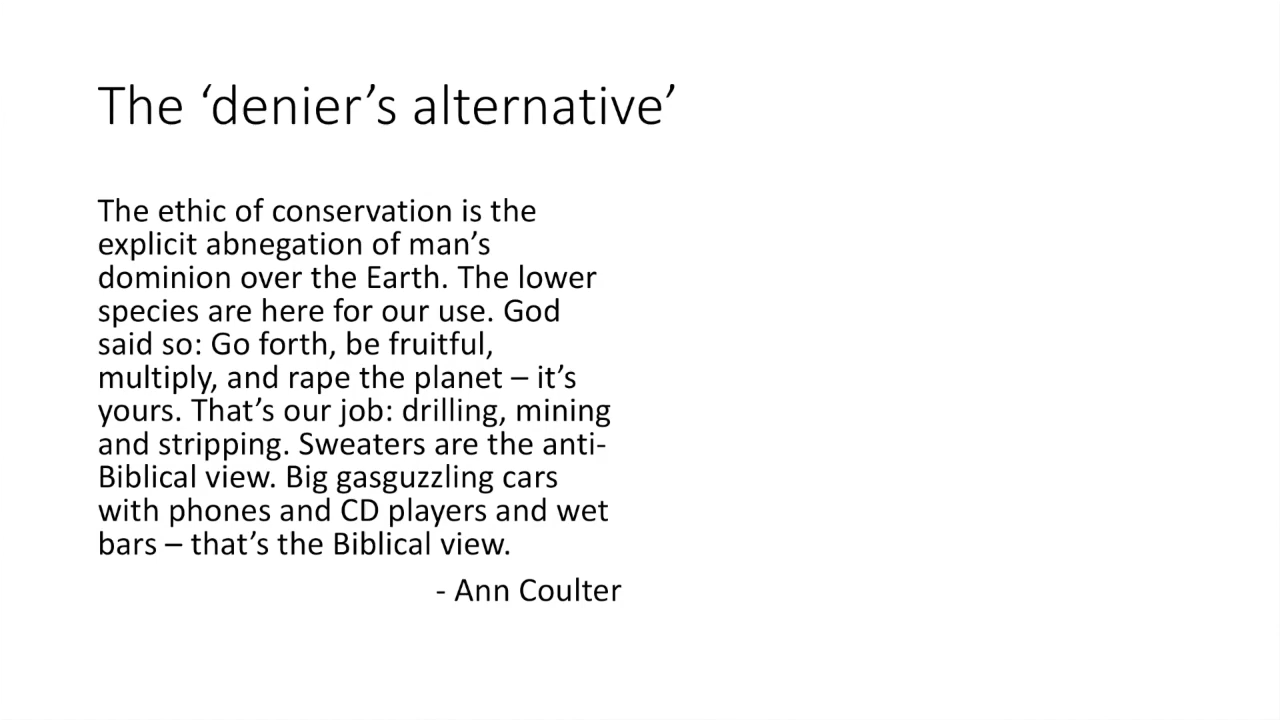 The ‘denier’s alternative’
The ethic of conservation is the
explicit abnegation of man’s
dominion over the Earth. The lower
species are here for our use. God
said so: Go forth, be fruitful,
multiply, and rape the planet – it’s
yours. That’s our job: drilling, mining
and stripping. Sweaters are the anti-
Biblical view. Big gasguzzling cars
with phones and CD players and wet
bars – that’s the Biblical view.
- Ann Coulter